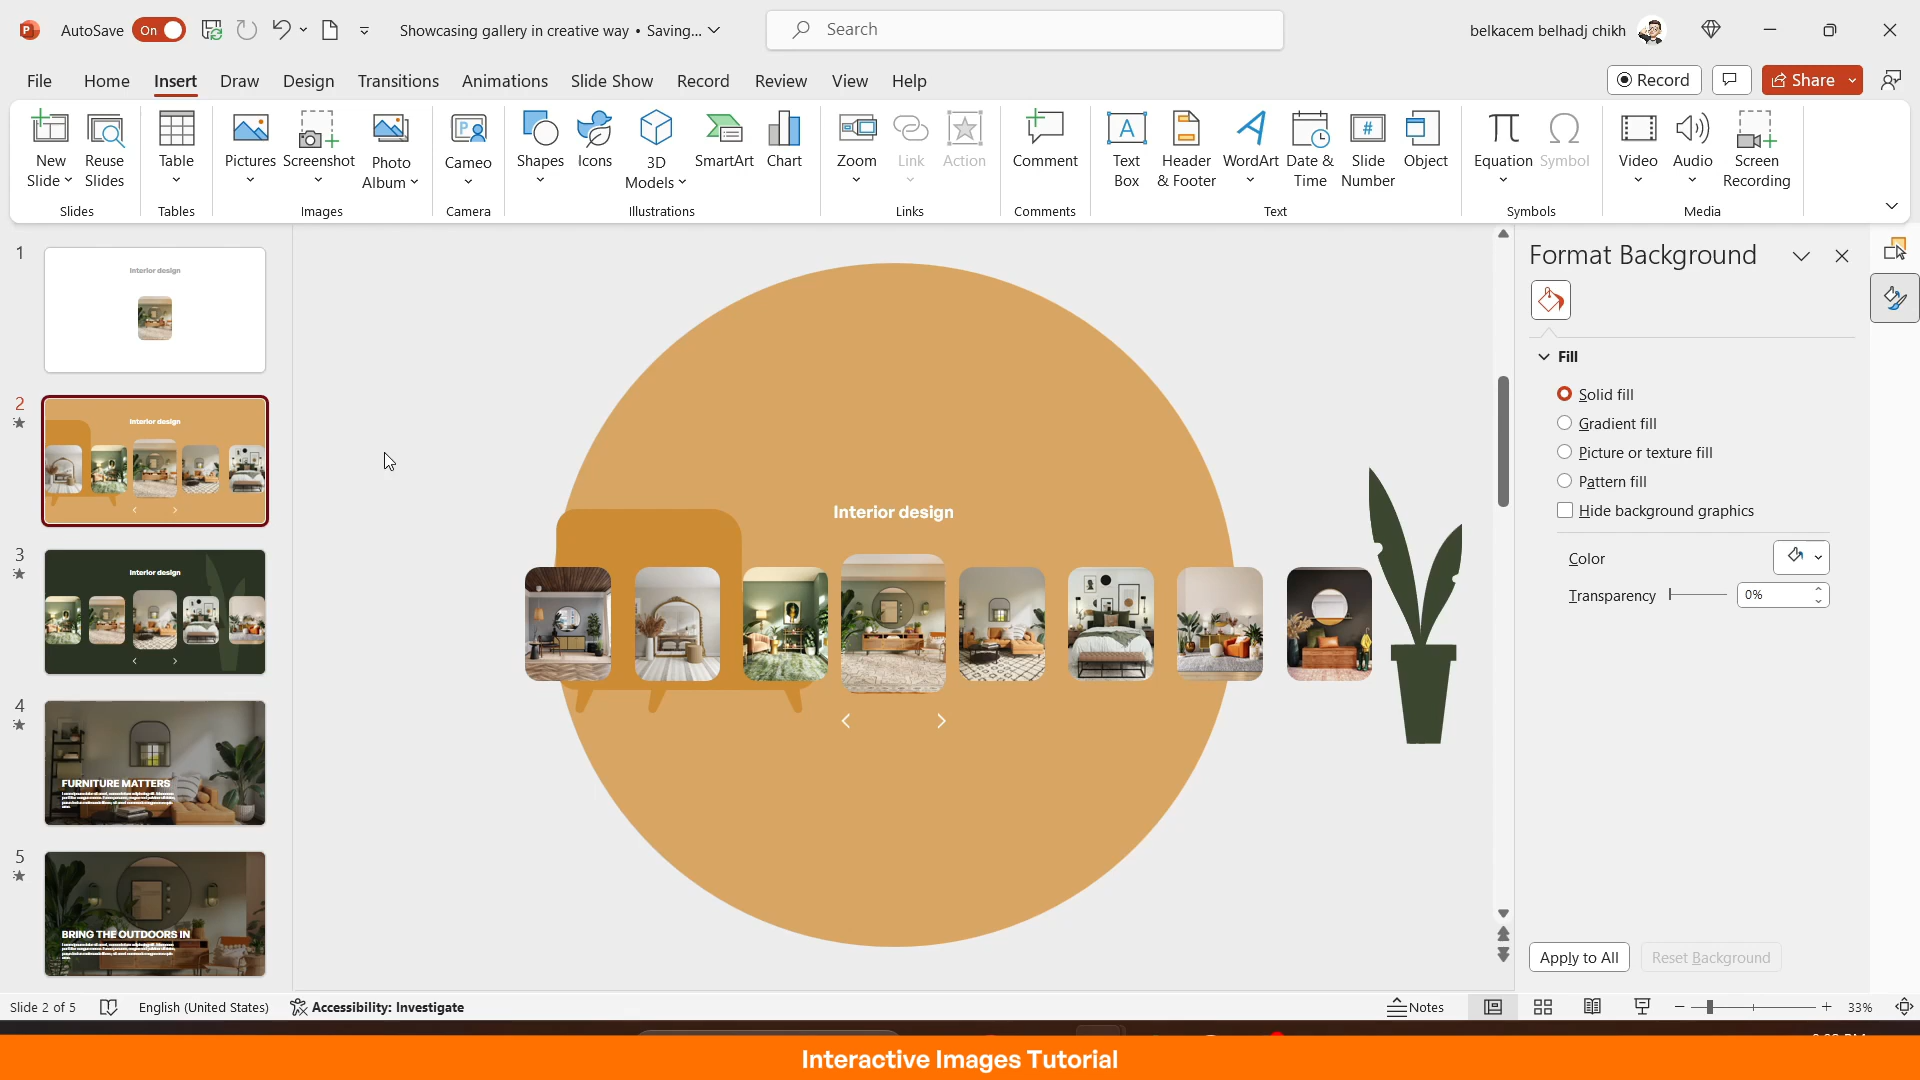 AutoSave On
Showcasing gallery in creative way • Saving...
Search
belkacem belhadj chikh
File Home Insert Draw Design Transitions Animations Slide Show Record Review View Help
Record
Share
New Slide
Reuse Slides
Table
Pictures
Screenshot
Photo Album
Cameo
Shapes
Icons
3D Models
SmartArt
Chart
Zoom
Link
Action
Comment
Text Box
Header & Footer
WordArt
Date & Time
Slide Number
Object
Equation
Symbol
Video
Audio
Screen Recording
Slides
Tables
Images
Camera
Illustrations
Links
Comments
Text
Symbols
Media
1
Interior design
2
Interior design
3
Interior design
4
FURNITURE MATTERS
5
BRING THE OUTDOORS IN
Interior design
Format Background
Fill
Solid fill
Gradient fill
Picture or texture fill
Pattern fill
Hide background graphics
Color
Transparency 0%
Apply to All
Reset Background
Slide 2 of 5
English (United States)
Accessibility: Investigate
Notes
33%
Interactive Images Tutorial